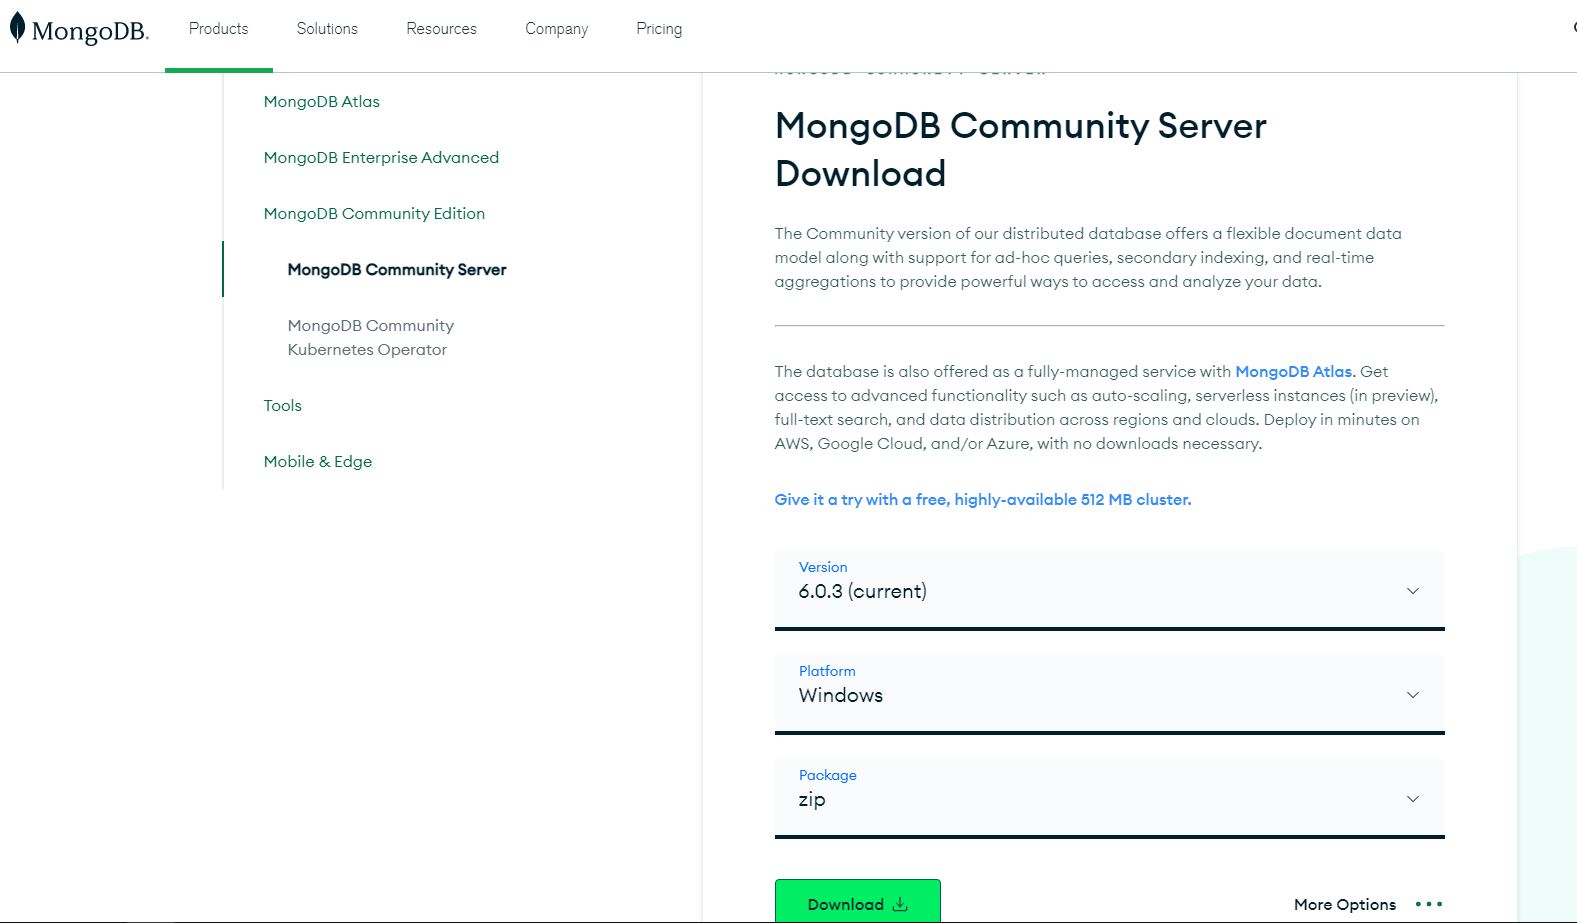 MongoDB.
Products
Solutions
Resources
Company
Pricing
MongoDB Atlas
MongoDB Enterprise Advanced
MongoDB Community Edition
MongoDB Community Server
MongoDB Community
Kubernetes Operator
Tools
Mobile & Edge
MongoDB Community Server
Download
The Community version of our distributed database offers a flexible document data
model along with support for ad-hoc queries, secondary indexing, and real-time
aggregations to provide powerful ways to access and analyze your data.
The database is also offered as a fully-managed service with MongoDB Atlas. Get
access to advanced functionality such as auto-scaling, serverless instances (in preview),
full-text search, and data distribution across regions and clouds. Deploy in minutes on
AWS, Google Cloud, and/or Azure, with no downloads necessary.
Give it a try with a free, highly-available 512 MB cluster.
Version
6.0.3 (current)
Platform
Windows
Package
zip
Download
More Options